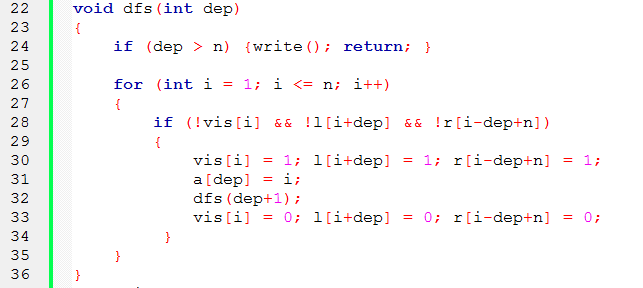 22 void dfs(int dep)
23 {
24     if (dep > n) {write(); return; }
25
26     for (int i = 1; i <= n; i++)
27     {
28         if (!vis[i] && !l[i+dep] && !r[i-dep+n])
29         {
30             vis[i] = 1; l[i+dep] = 1; r[i-dep+n] = 1;
31             a[dep] = i;
32             dfs(dep+1);
33             vis[i] = 0; l[i+dep] = 0; r[i-dep+n] = 0;
34         }
35     }
36 }